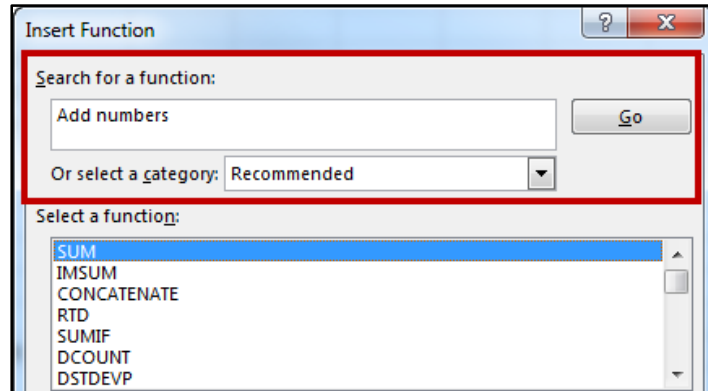 Insert Function
Search for a function:
Add numbers
Go
Or select a category: Recommended
Select a function:
SUM
IMSUM
CONCATENATE
RTD
SUMIF
DCOUNT
DSTDEVP